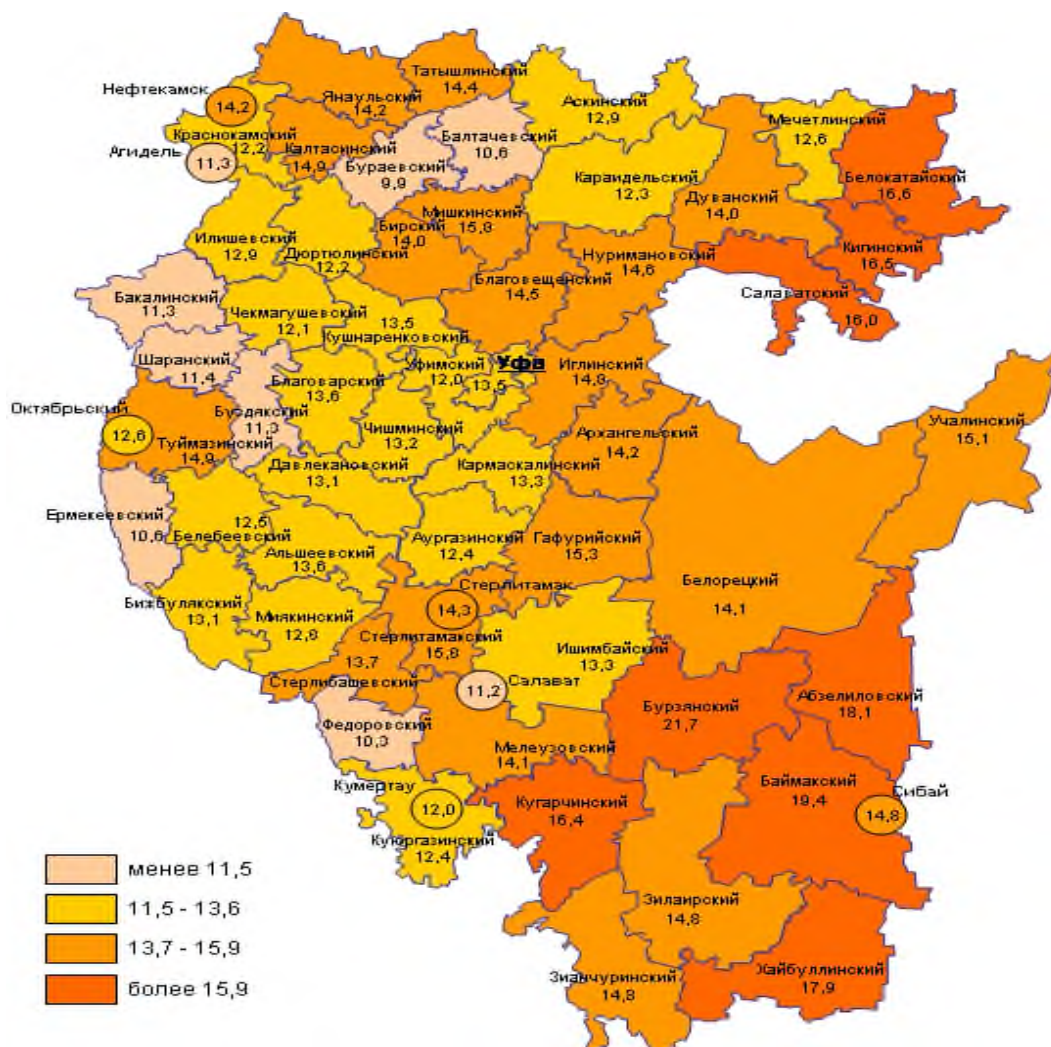 Татышлинский
14,4
Нефтекамск
14,2
Янаульский
14,2
Аскинский
12,9
Мечетлинский
12,6
Краснокамский
12,2
Агидель
11,3
Калтасинский
14,9
Балтачевский
10,6
Бураевский
9,9
Караидельский
12,3
Белокатайский
16,6
Дуванский
14,0
Мишкинский
Бирский
14,0
Илишевский
12,9
Дюртюлинский
12,2
Нуримановский
14,6
Кигинский
16,5
Благовещенский
14,5
Салаватский
16,0
Бакалинский
11,3
Чекмагушевский
12,1
13,5
Кушнаренковский
Шаранский
11,4
Уфимский
12,0
13,5
Иглинский
Благоварский
13,6
Октябрьский
12,6
11,3
Туймазинский
14,9
Чишминский
13,2
Архангельский
14,2
Учалинский
15,1
Давлекановский
13,1
Кармаскалинский
13,3
Ермекеевский
10,6
12,5
Белебеевский
Альшеевский
13,6
Аургазинский
12,4
Гафурийский
15,3
Белорецкий
14,1
Стерлитамак
14,3
Бижбулякский
13,1
Миякинский
12,8
Стерлитамакский
15,8
Ишимбайский
13,3
13,7
Стерлибашевский
Салават
11,2
Бурзянский
21,7
Абзелиловский
18,1
Федоровский
10,3
Мелеузовский
14,1
Кумертау
12,0
Кугарчинский
16,4
Баймакский
19,4
Сибай
14,8
Куюргазинский
12,4
Зилаирский
14,8
Зианчуринский
Хайбуллинский
17,9
менее 11,5
11,5 - 13,6
13,7 - 15,9
более 15,9